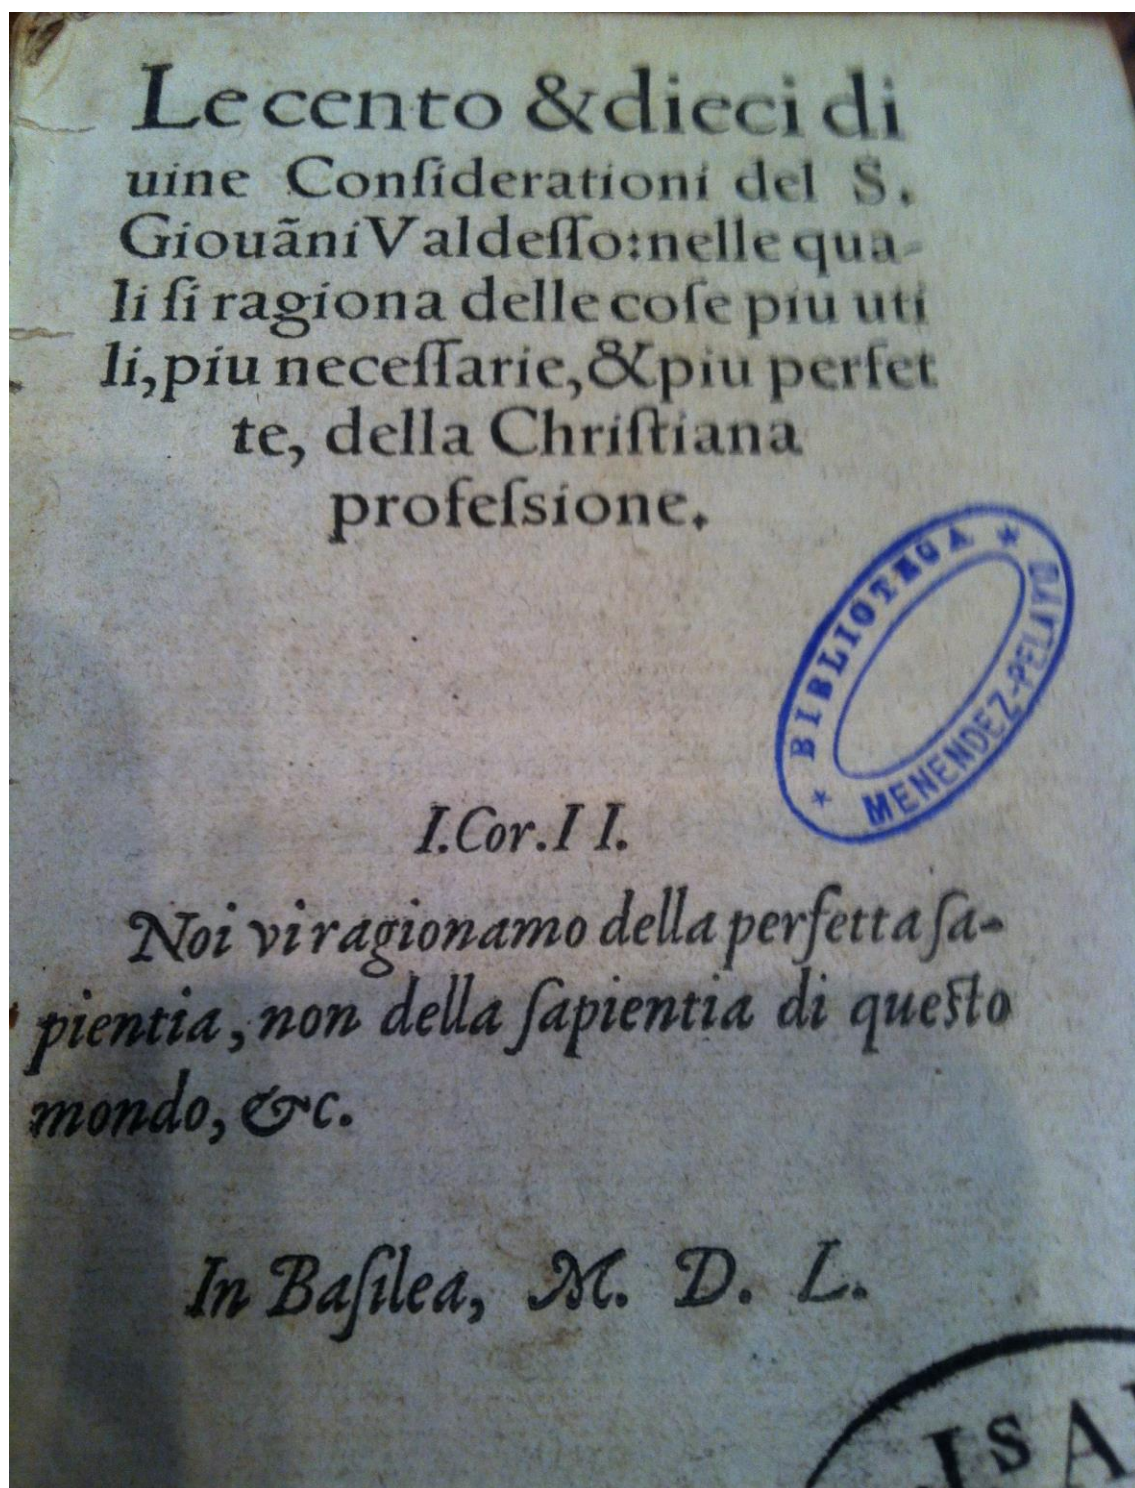 Le cento & dieci di
uine Conſiderationi del S.
Giouãni Valdeſſo: nelle qua-
li ſi ragiona delle coſe piu uti
li, piu neceſſarie, & piu perfet
te, della Chriſtiana
profeſsione.
BIBLIOTECA
MENENDEZ-PELAYO
I. Cor. I I.
Noi vi ragionamo della perfetta ſa-
pientia, non della ſapientia di queſto
mondo, &c.
In Baſilea, M. D. L.